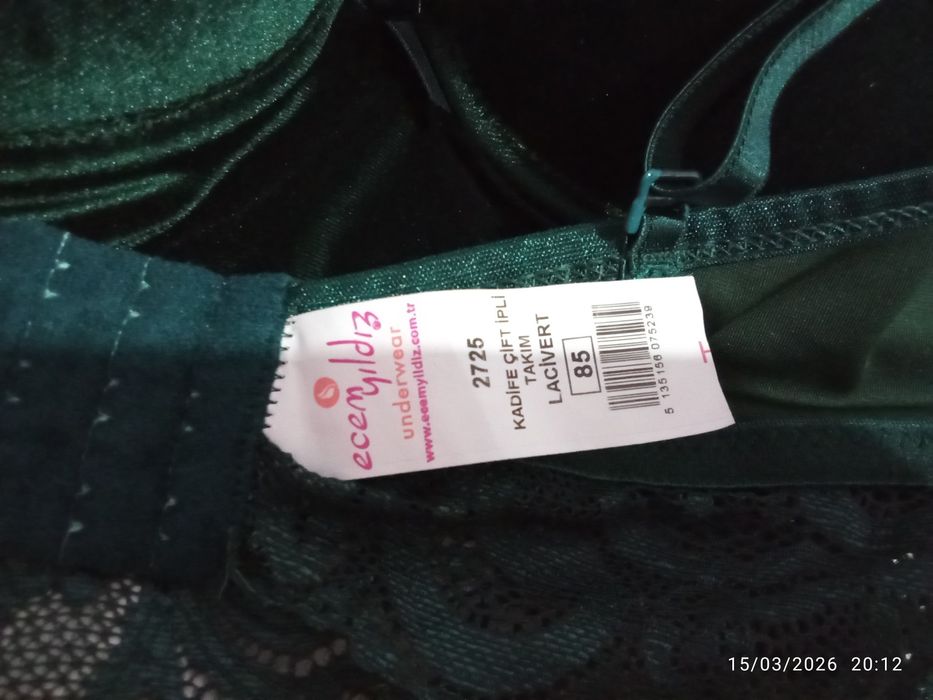 ecemyıldız
underwear
www.ecemyildiz.com.tr
2725
KADİFE ÇİFT İPLİ
TAKIM
LACİVERT
85
5 135156 075239
T
15/03/2026 20:12